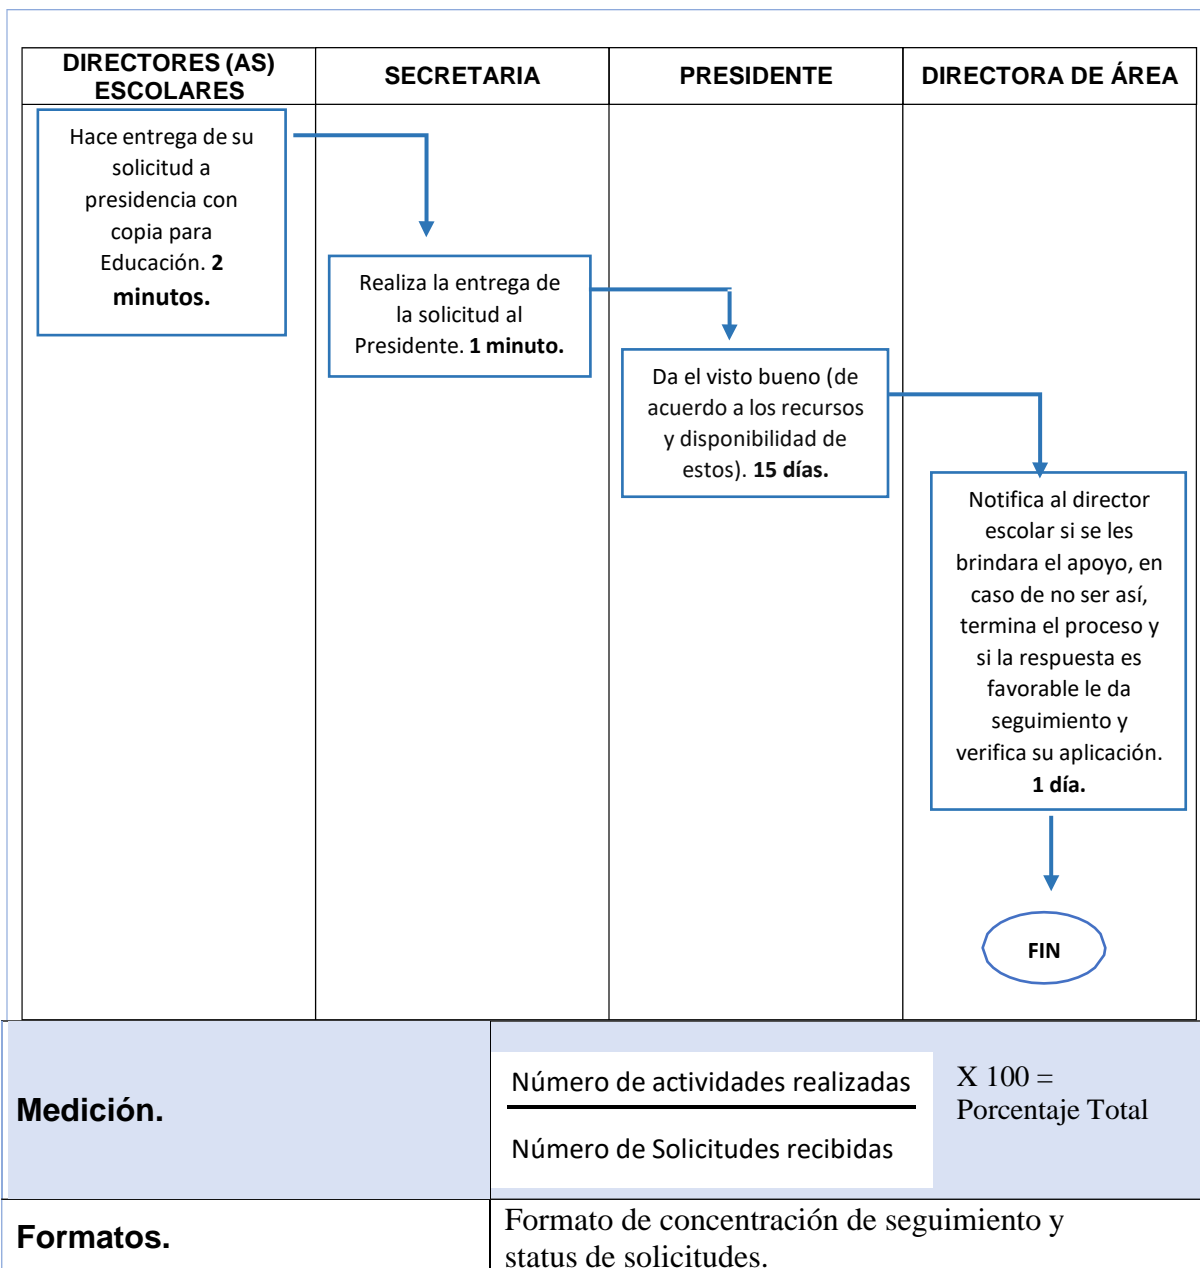 DIRECTORES (AS)
ESCOLARES
SECRETARIA
PRESIDENTE
DIRECTORA DE ÁREA
Hace entrega de su
solicitud a
presidencia con
copia para
Educación. 2
minutos.
Realiza la entrega de
la solicitud al
Presidente. 1 minuto.
Da el visto bueno (de
acuerdo a los recursos
y disponibilidad de
estos). 15 días.
Notifica al director
escolar si se les
brindara el apoyo, en
caso de no ser así,
termina el proceso y
si la respuesta es
favorable le da
seguimiento y
verifica su aplicación.
1 día.
FIN
Medición.
Número de actividades realizadas
Número de Solicitudes recibidas
X 100 =
Porcentaje Total
Formatos.
Formato de concentración de seguimiento y
status de solicitudes.